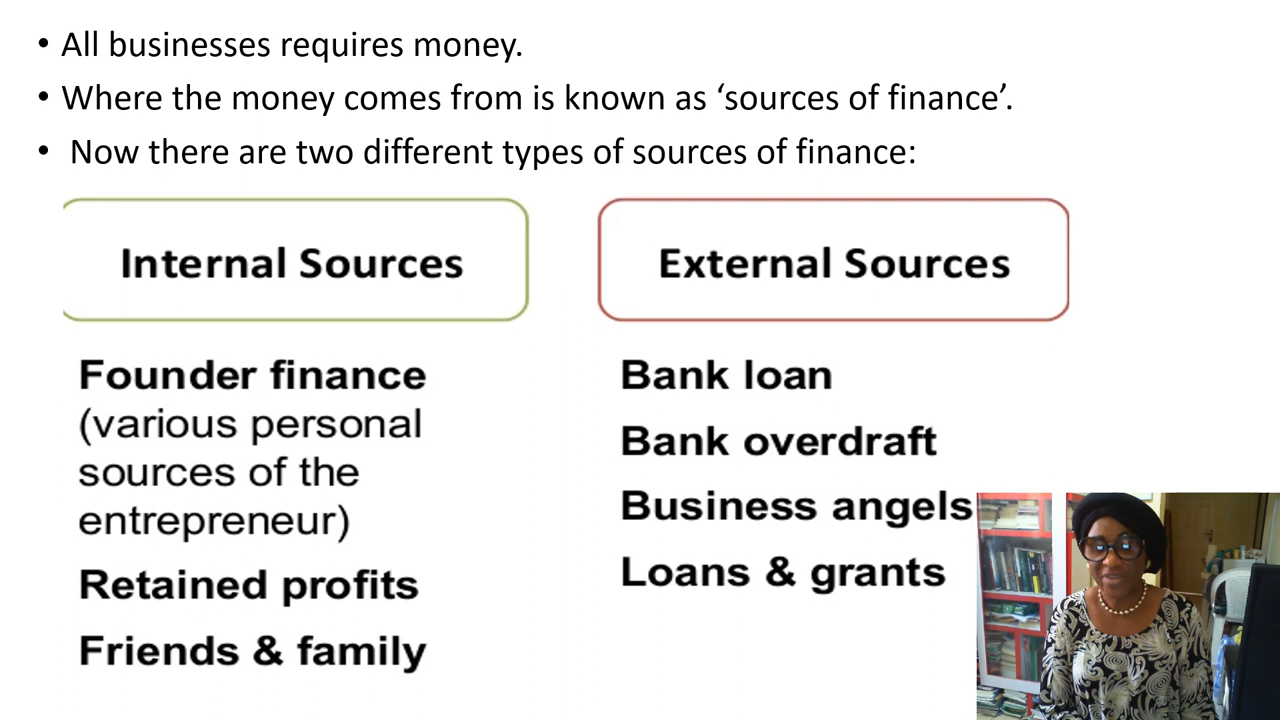 • All businesses requires money.
• Where the money comes from is known as ‘sources of finance’.
• Now there are two different types of sources of finance:
Internal Sources
Founder finance
(various personal
sources of the
entrepreneur)
Retained profits
Friends & family
External Sources
Bank loan
Bank overdraft
Business angels
Loans & grants